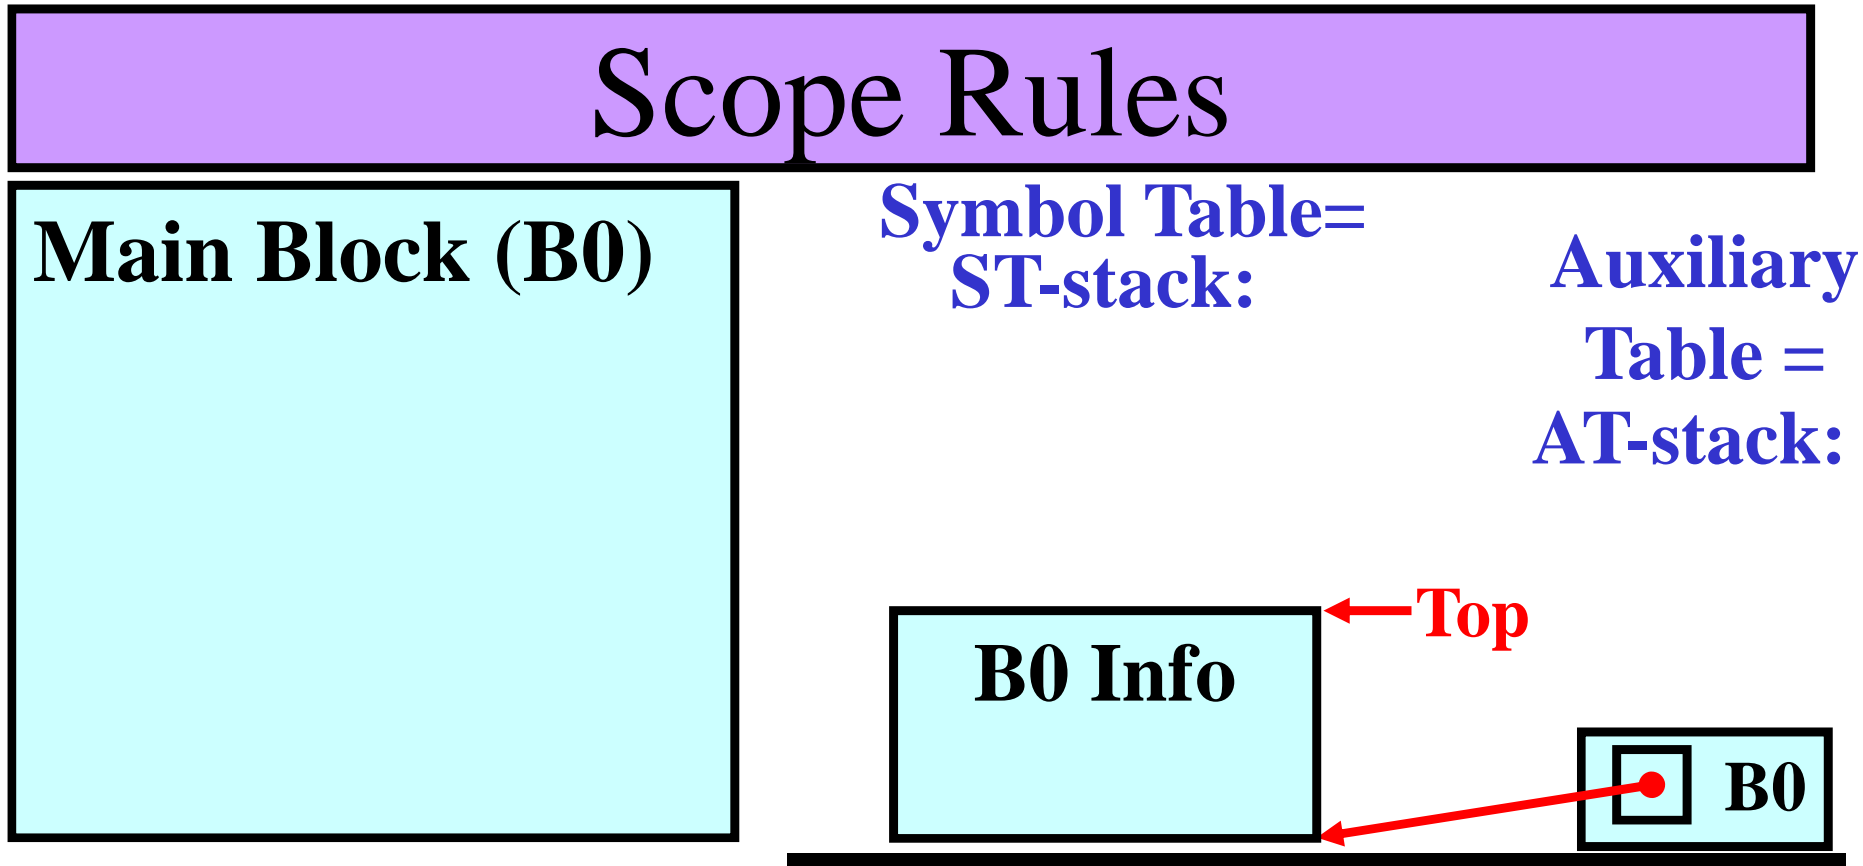 Scope Rules
Main Block (B0)
Symbol Table=
ST-stack:
Auxiliary
Table =
AT-stack:
Top
B0 Info
B0